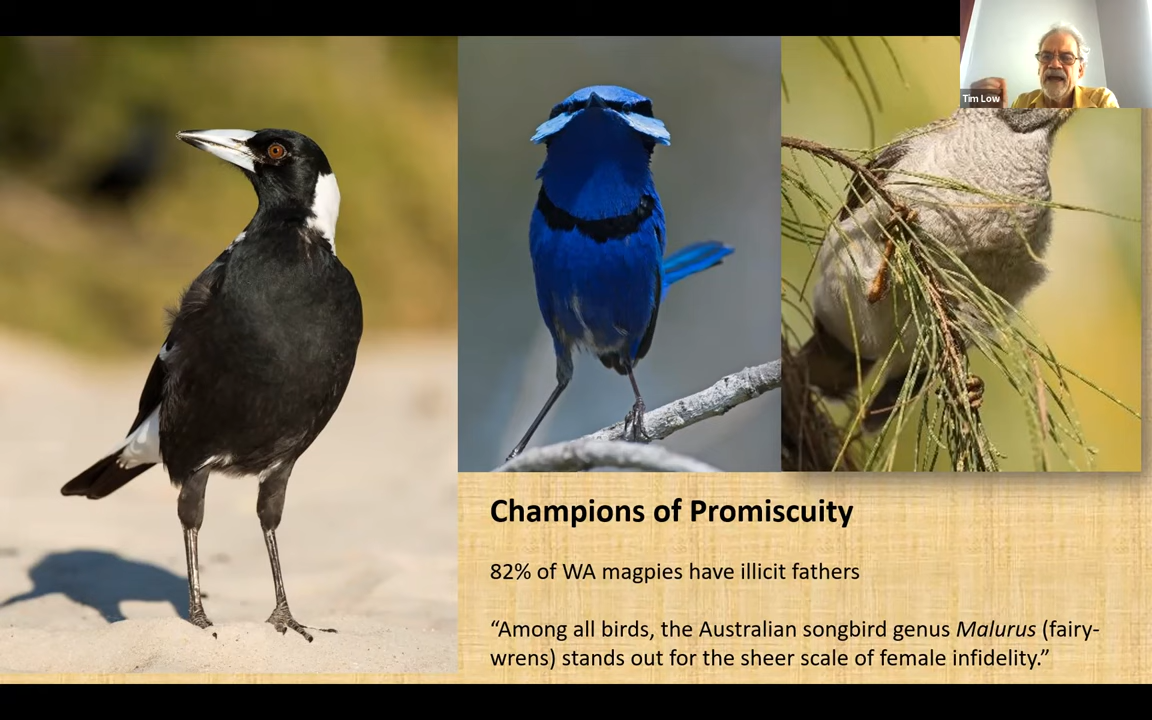 Tim Low
Champions of Promiscuity
82% of WA magpies have illicit fathers
“Among all birds, the Australian songbird genus Malurus (fairy-
wrens) stands out for the sheer scale of female infidelity.”